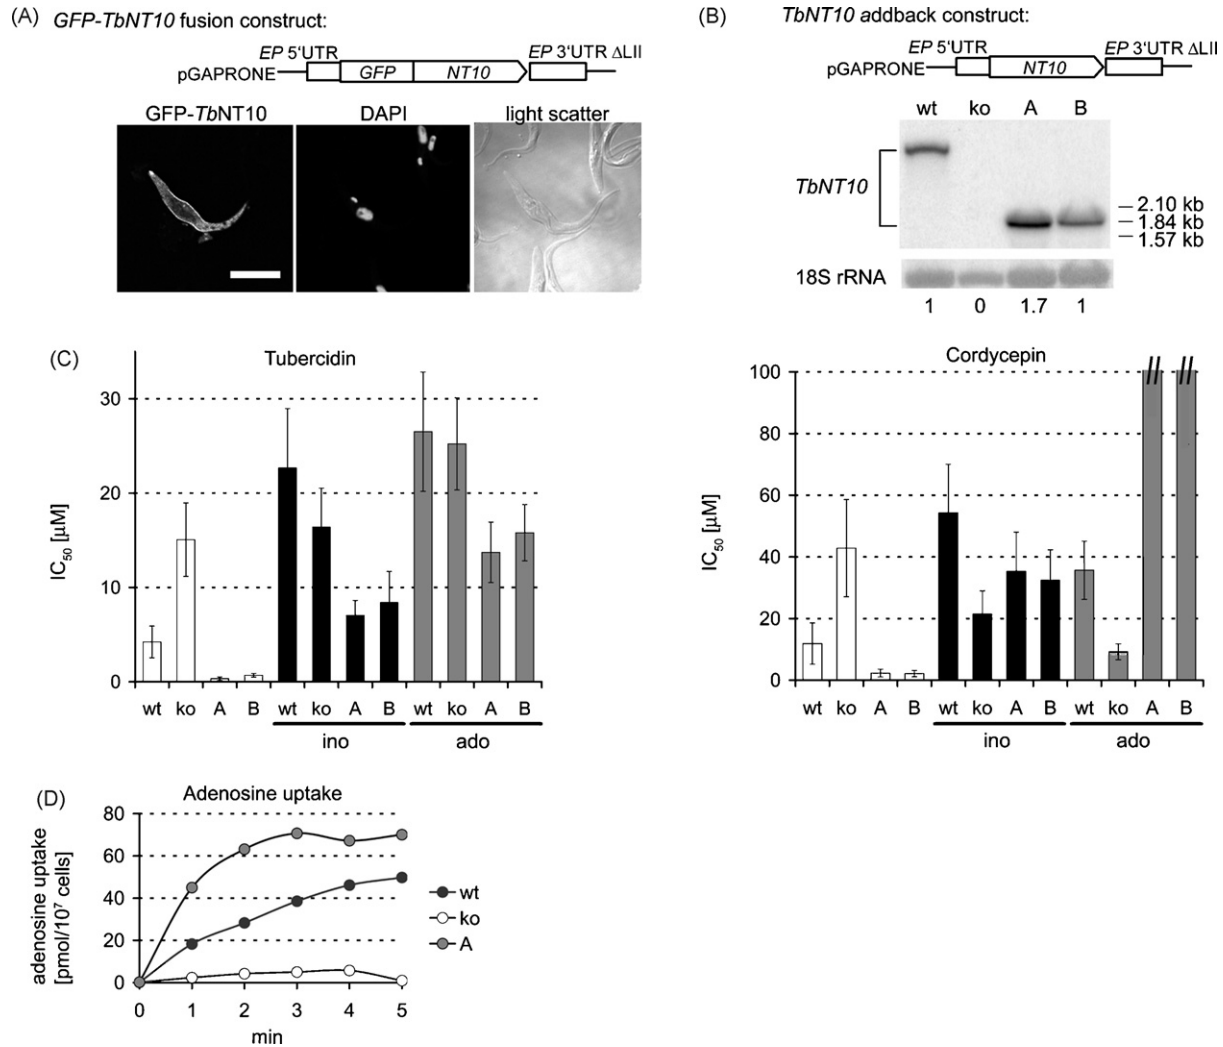 (A) GFP-TbNT10 fusion construct:
EP 5'UTR
EP 3'UTR ΔLII
pGAPRONE
GFP
NT10
GFP-TbNT10
DAPI
light scatter
(B) TbNT10 addback construct:
EP 5'UTR
EP 3'UTR ΔLII
pGAPRONE
NT10
wt ko A B
TbNT10
2.10 kb
1.84 kb
1.57 kb
18S rRNA
1 0 1.7 1
(C)
Tubercidin
30
20
10
0
IC50 [µM]
wt ko A B wt ko A B wt ko A B
ino ado
Cordycepin
100
80
60
40
20
0
IC50 [µM]
wt ko A B wt ko A B wt ko A B
ino ado
(D)
Adenosine uptake
80
60
40
20
0
adenosine uptake
[pmol/10⁷ cells]
0 1 2 3 4 5
min
wt
ko
A